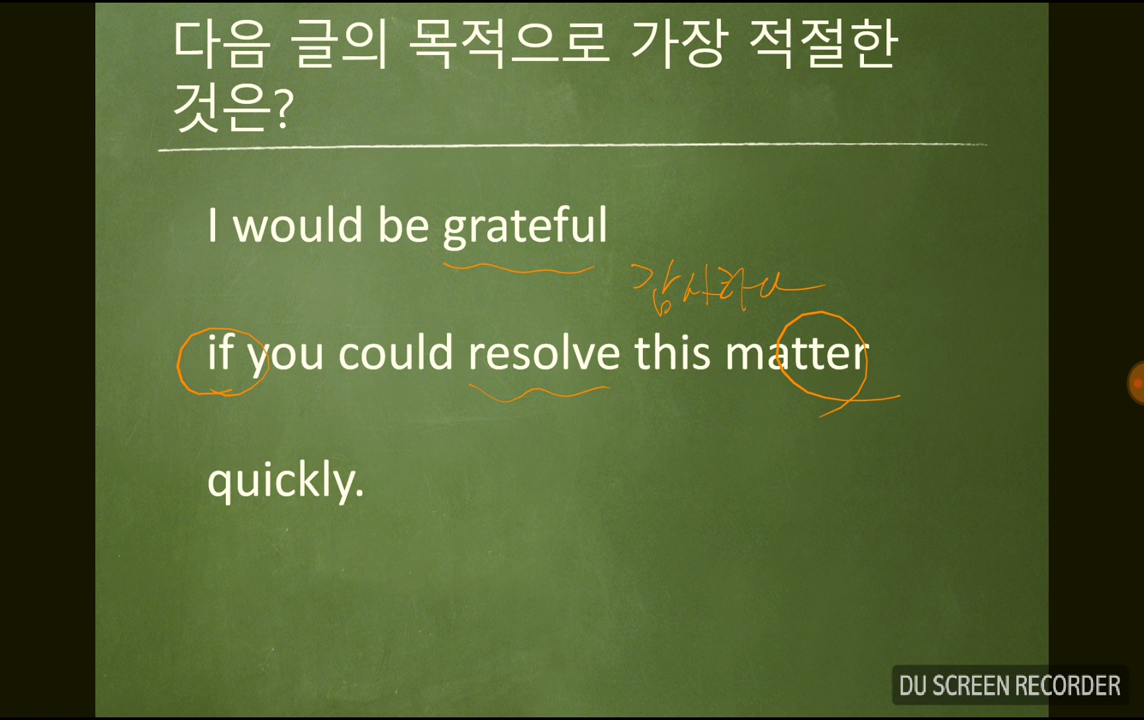 다음 글의 목적으로 가장 적절한
것은?
I would be grateful
감사하다
if you could resolve this matter
quickly.
DU SCREEN RECORDER